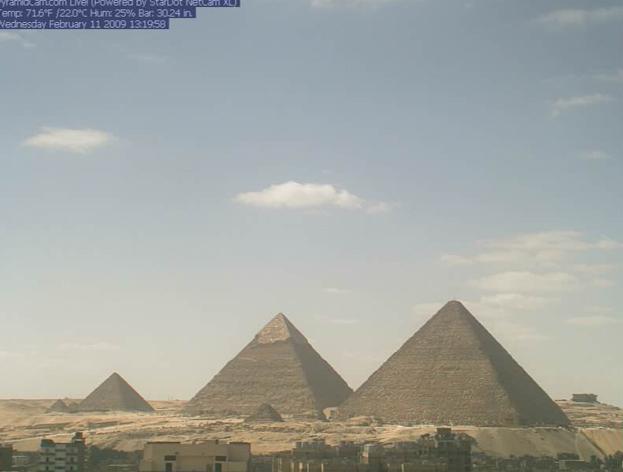 PyramidCam.com Live! (Powered by StarDot NetCam XL)
Temp: 71.6°F /22.0°C Hum: 25% Bar: 30.24 in.
Wednesday February 11 2009 13:19:58